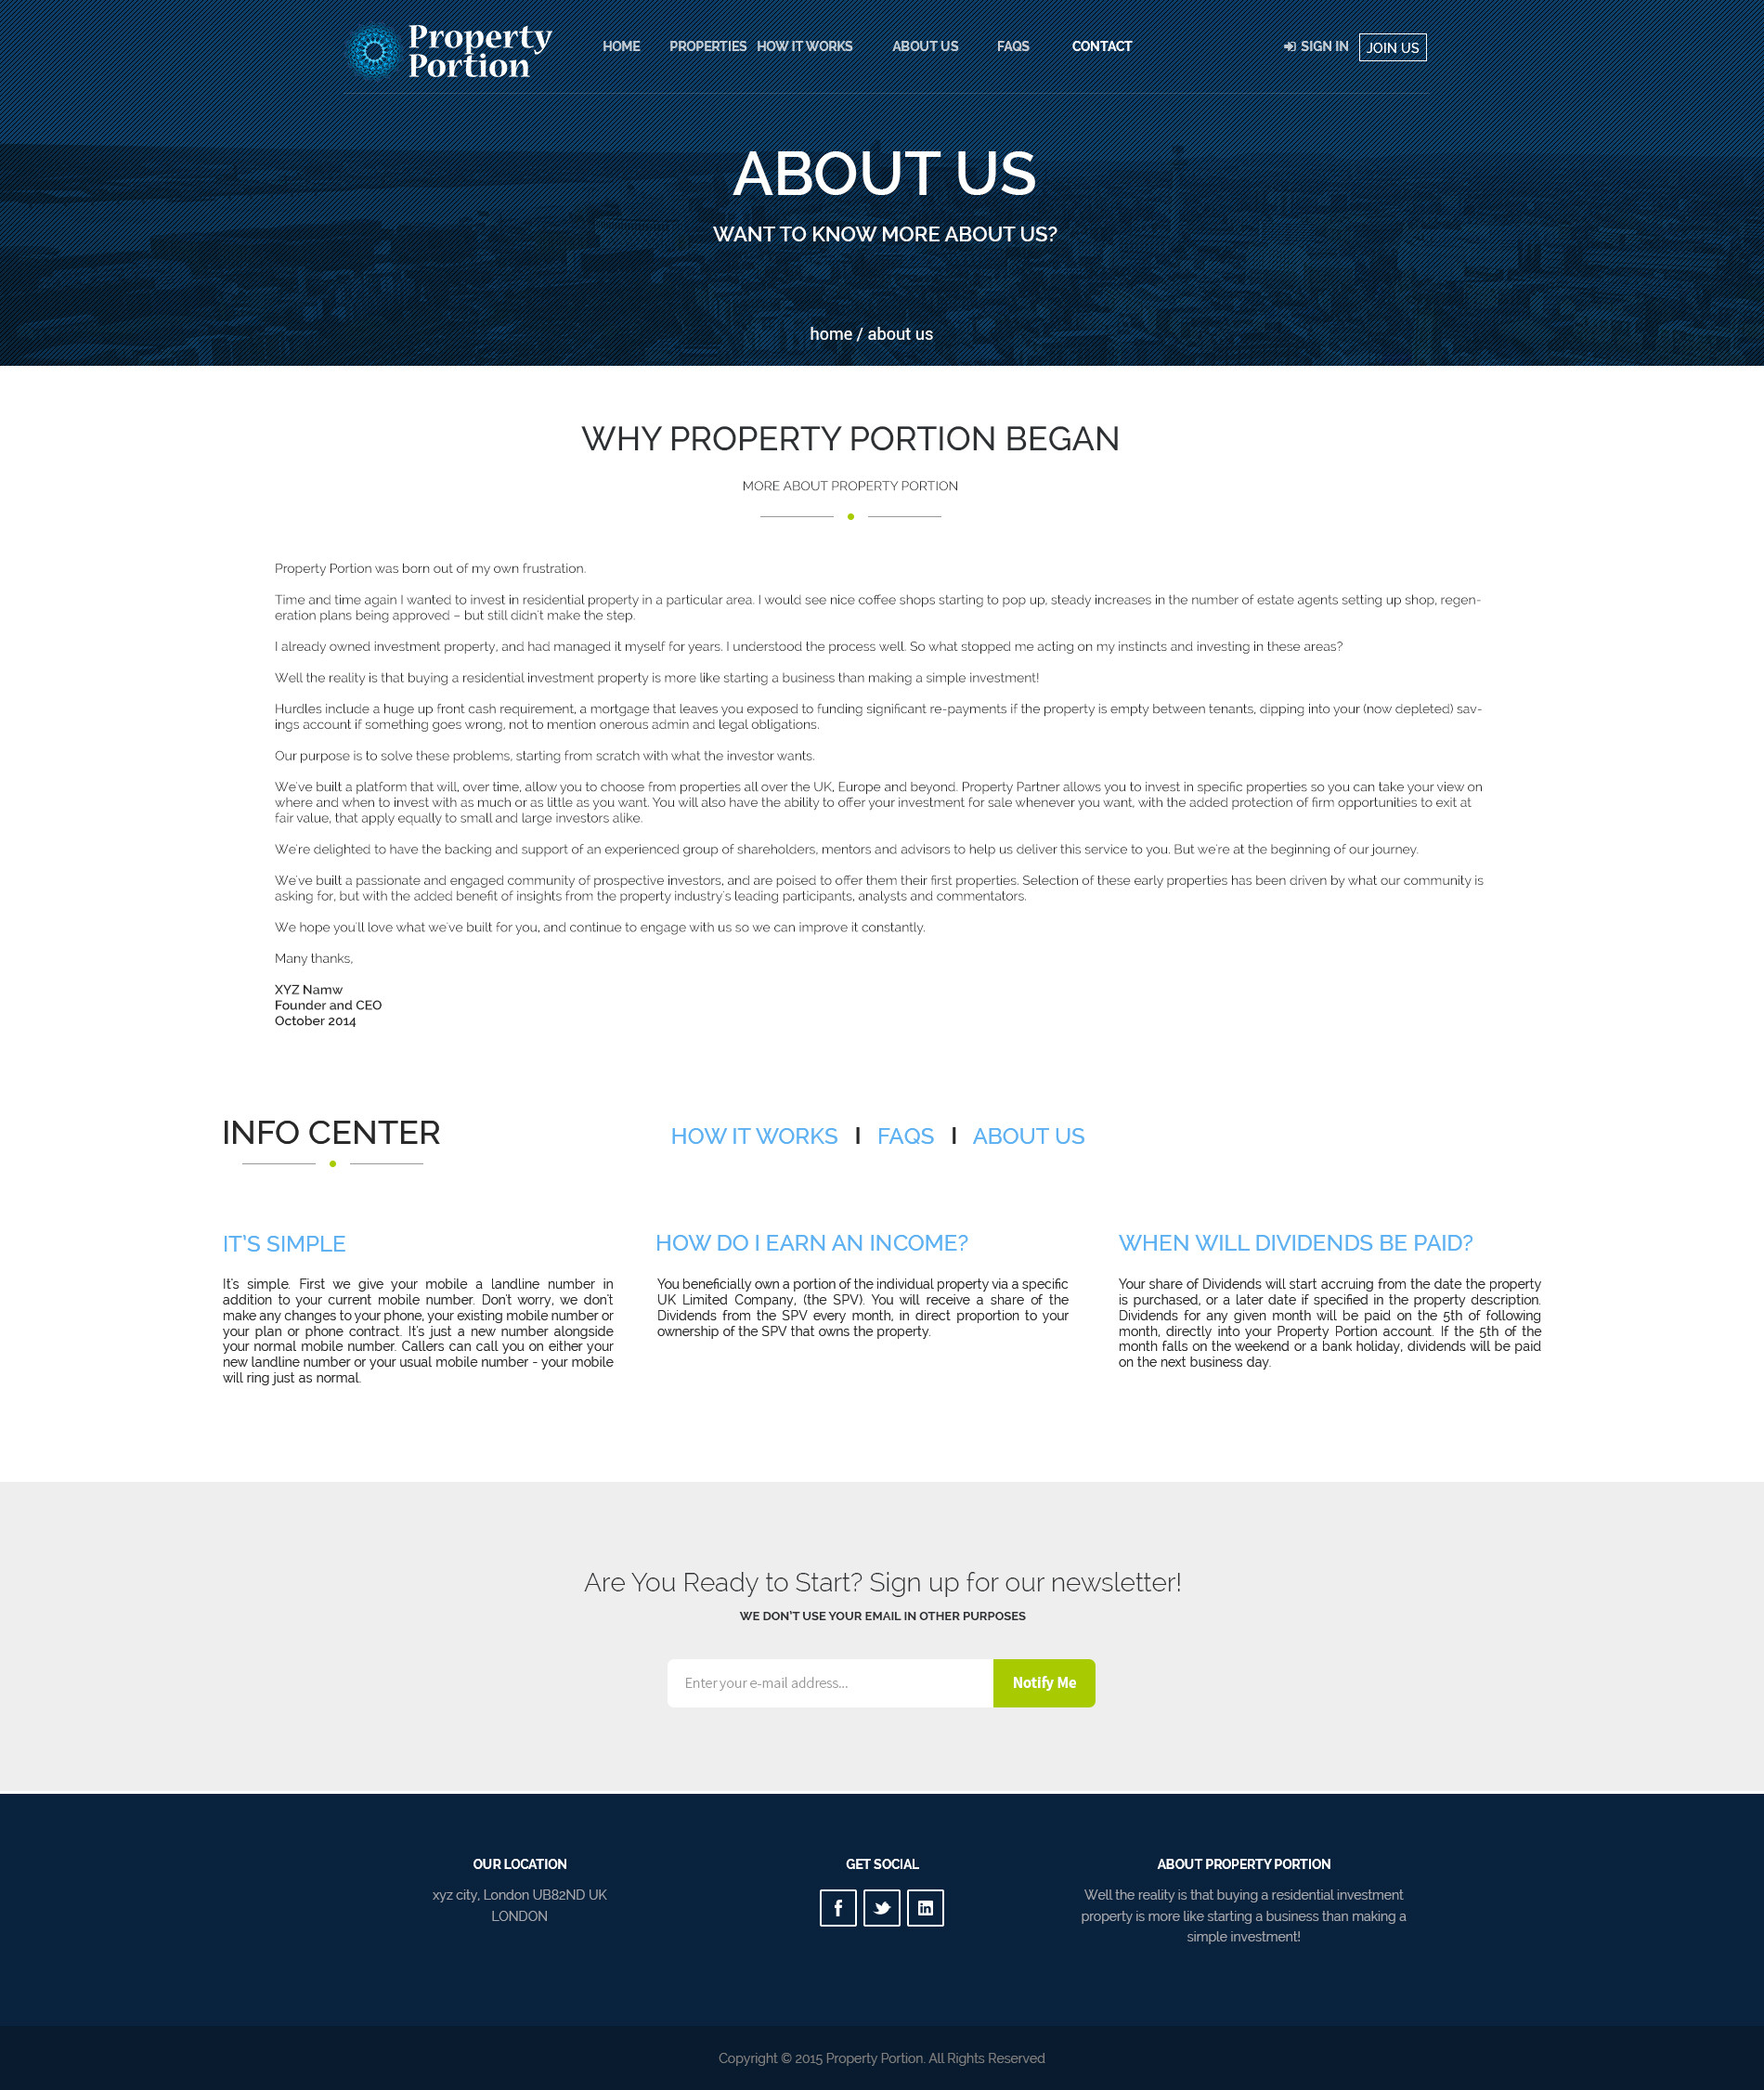 Property
Portion
HOME PROPERTIES HOW IT WORKS ABOUT US FAQS CONTACT SIGN IN JOIN US
ABOUT US
WANT TO KNOW MORE ABOUT US?
home / about us
WHY PROPERTY PORTION BEGAN
MORE ABOUT PROPERTY PORTION
Property Portion was born out of my own frustration.
Time and time again I wanted to invest in residential property in a particular area. I would see nice coffee shops starting to pop up, steady increases in the number of estate agents setting up shop, regen-
eration plans being approved – but still didn't make the step.
I already owned investment property, and had managed it myself for years. I understood the process well. So what stopped me acting on my instincts and investing in these areas?
Well the reality is that buying a residential investment property is more like starting a business than making a simple investment!
Hurdles include a huge up front cash requirement, a mortgage that leaves you exposed to funding significant re-payments if the property is empty between tenants, dipping into your (now depleted) sav-
ings account if something goes wrong, not to mention onerous admin and legal obligations.
Our purpose is to solve these problems, starting from scratch with what the investor wants.
We've built a platform that will, over time, allow you to choose from properties all over the UK, Europe and beyond. Property Partner allows you to invest in specific properties so you can take your view on
where and when to invest with as much or as little as you want. You will also have the ability to offer your investment for sale whenever you want, with the added protection of firm opportunities to exit at
fair value, that apply equally to small and large investors alike.
We're delighted to have the backing and support of an experienced group of shareholders, mentors and advisors to help us deliver this service to you. But we're at the beginning of our journey.
We've built a passionate and engaged community of prospective investors, and are poised to offer them their first properties. Selection of these early properties has been driven by what our community is
asking for, but with the added benefit of insights from the property industry's leading participants, analysts and commentators.
We hope you'll love what we've built for you, and continue to engage with us so we can improve it constantly.
Many thanks,
XYZ Namw
Founder and CEO
October 2014
INFO CENTER
HOW IT WORKS I FAQS I ABOUT US
IT'S SIMPLE
It's simple. First we give your mobile a landline number in
addition to your current mobile number. Don't worry, we don't
make any changes to your phone, your existing mobile number or
your plan or phone contract. It's just a new number alongside
your normal mobile number. Callers can call you on either your
new landline number or your usual mobile number - your mobile
will ring just as normal.
HOW DO I EARN AN INCOME?
You beneficially own a portion of the individual property via a specific
UK Limited Company, (the SPV). You will receive a share of the
Dividends from the SPV every month, in direct proportion to your
ownership of the SPV that owns the property.
WHEN WILL DIVIDENDS BE PAID?
Your share of Dividends will start accruing from the date the property
is purchased, or a later date if specified in the property description.
Dividends for any given month will be paid on the 5th of following
month, directly into your Property Portion account. If the 5th of the
month falls on the weekend or a bank holiday, dividends will be paid
on the next business day.
Are You Ready to Start? Sign up for our newsletter!
WE DON'T USE YOUR EMAIL IN OTHER PURPOSES
Enter your e-mail address... Notify Me
OUR LOCATION
xyz city, London UB82ND UK
LONDON
GET SOCIAL
ABOUT PROPERTY PORTION
Well the reality is that buying a residential investment
property is more like starting a business than making a
simple investment!
Copyright © 2015 Property Portion. All Rights Reserved